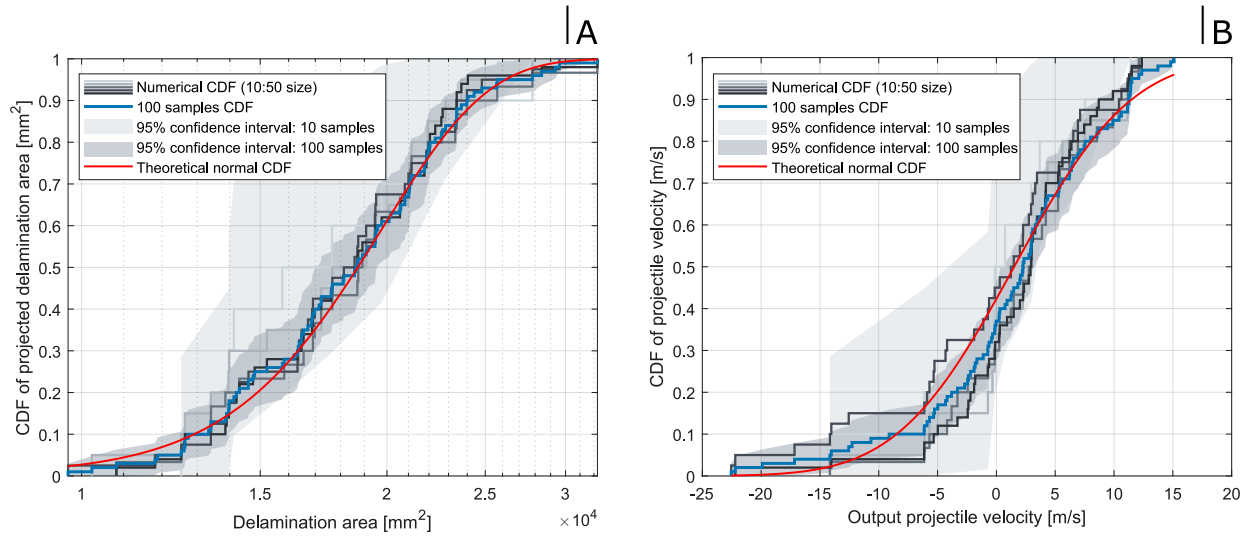 A
CDF of projected delamination area [mm²]
1
0.9
0.8
0.7
0.6
0.5
0.4
0.3
0.2
0.1
0
Numerical CDF (10:50 size)
100 samples CDF
95% confidence interval: 10 samples
95% confidence interval: 100 samples
Theoretical normal CDF
1 1.5 2 2.5 3
× 10⁴
Delamination area [mm²]
B
CDF of projectile velocity [m/s]
1
0.9
0.8
0.7
0.6
0.5
0.4
0.3
0.2
0.1
0
Numerical CDF (10:50 size)
100 samples CDF
95% confidence interval: 10 samples
95% confidence interval: 100 samples
Theoretical normal CDF
-25 -20 -15 -10 -5 0 5 10 15 20
Output projectile velocity [m/s]